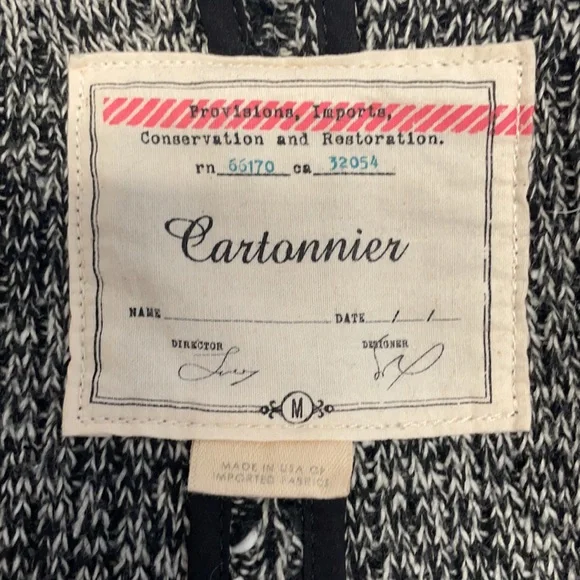 Provisions, Imports,
Conservation and Restoration.
rn 66170 ca 32054
Cartonnier
NAME DATE / /
DIRECTOR DESIGNER
M
MADE IN USA OF
IMPORTED FABRICS